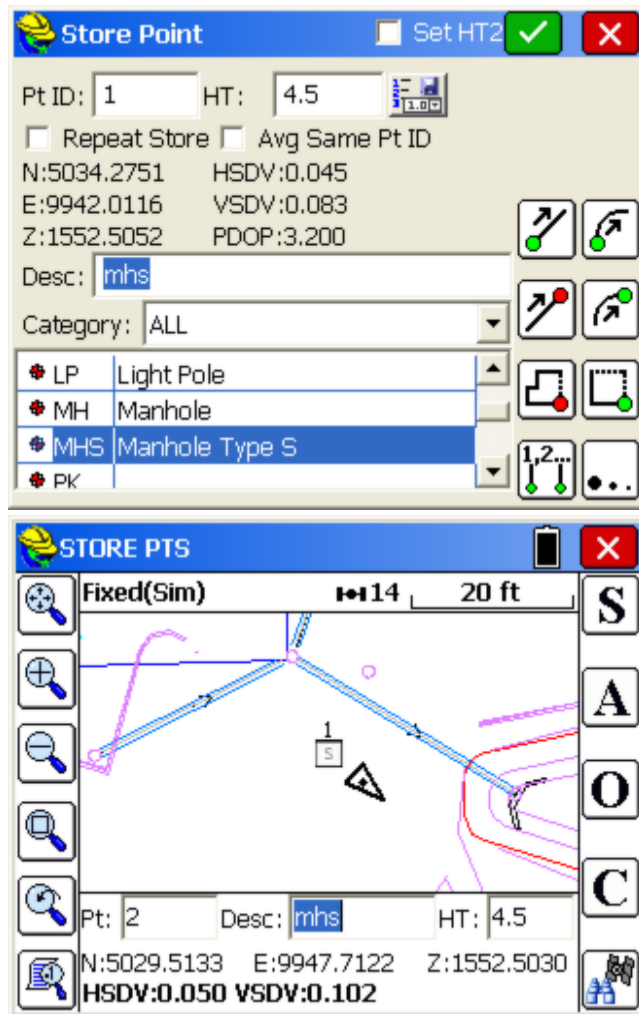 Store Point Set HT2
Pt ID: 1 HT: 4.5
Repeat Store Avg Same Pt ID
N:5034.2751 HSDV:0.045
E:9942.0116 VSDV:0.083
Z:1552.5052 PDOP:3.200
Desc: mhs
Category: ALL
LP Light Pole
MH Manhole
MHS Manhole Type S
PK
1,2...
STORE PTS
Fixed(Sim) 14 20 ft
S
A
1
S
O
C
Pt: 2 Desc: mhs HT: 4.5
N:5029.5133 E:9947.7122 Z:1552.5030
HSDV:0.050 VSDV:0.102